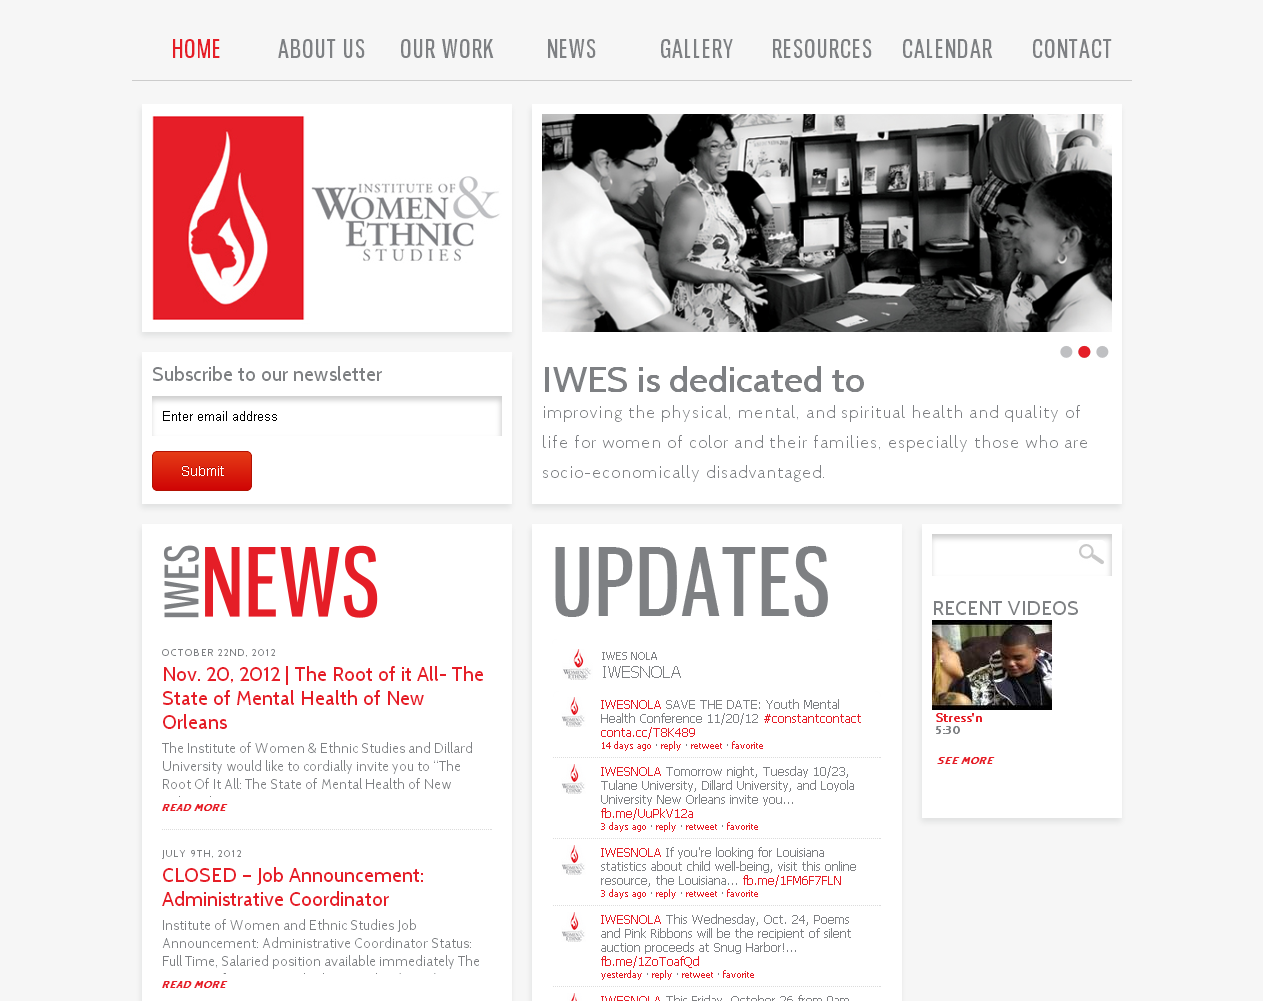 HOME ABOUT US OUR WORK NEWS GALLERY RESOURCES CALENDAR CONTACT
INSTITUTE OF
WOMEN &
ETHNIC
STUDIES
IWES is dedicated to
improving the physical, mental, and spiritual health and quality of
life for women of color and their families, especially those who are
socio-economically disadvantaged.
Subscribe to our newsletter
Enter email address
Submit
IWES NEWS
OCTOBER 22ND, 2012
Nov. 20, 2012 | The Root of it All- The
State of Mental Health of New
Orleans
The Institute of Women & Ethnic Studies and Dillard
University would like to cordially invite you to “The
Root Of It All: The State of Mental Health of New
READ MORE
JULY 9TH, 2012
CLOSED – Job Announcement:
Administrative Coordinator
Institute of Women and Ethnic Studies Job
Announcement: Administrative Coordinator Status:
Full Time, Salaried position available immediately The
READ MORE
UPDATES
IWES NOLA
IWESNOLA
IWESNOLA SAVE THE DATE: Youth Mental
Health Conference 11/20/12 #constantcontact
conta.cc/T8K489
14 days ago · reply · retweet · favorite
IWESNOLA Tomorrow night, Tuesday 10/23,
Tulane University, Dillard University, and Loyola
University New Orleans invite you...
fb.me/UuPkV12a
3 days ago · reply · retweet · favorite
IWESNOLA If you're looking for Louisiana
statistics about child well-being, visit this online
resource, the Louisiana... fb.me/1FM6F7FLN
3 days ago · reply · retweet · favorite
IWESNOLA This Wednesday, Oct. 24, Poems
and Pink Ribbons will be the recipient of silent
auction proceeds at Snug Harbor!...
fb.me/1ZoToafQd
yesterday · reply · retweet · favorite
IWESNOLA This Friday, October 26 from 9am
RECENT VIDEOS
Stress'n
5:30
SEE MORE